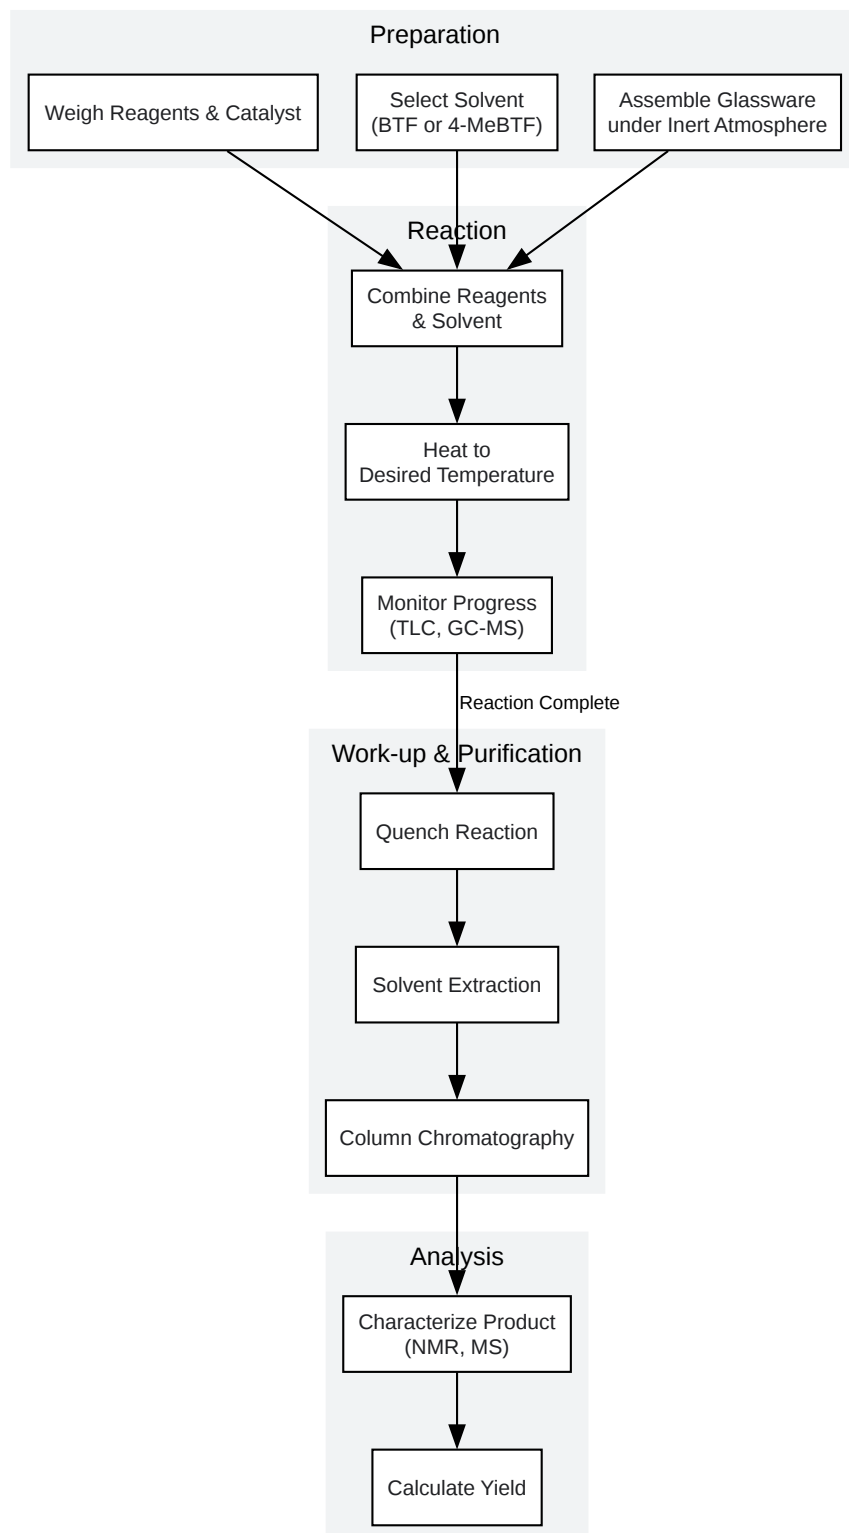 Preparation
Weigh Reagents & Catalyst
Select Solvent
(BTF or 4-MeBTF)
Assemble Glassware
under Inert Atmosphere
Reaction
Combine Reagents
& Solvent
Heat to
Desired Temperature
Monitor Progress
(TLC, GC-MS)
Reaction Complete
Work-up & Purification
Quench Reaction
Solvent Extraction
Column Chromatography
Analysis
Characterize Product
(NMR, MS)
Calculate Yield